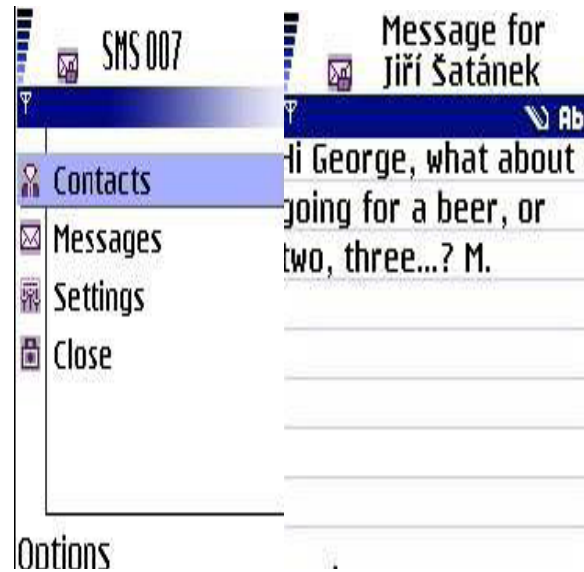 SMS 007
Contacts
Messages
Settings
Close
Options
Message for
Jiří Šatánek
Ab
Hi George, what about
going for a beer, or
two, three...? M.